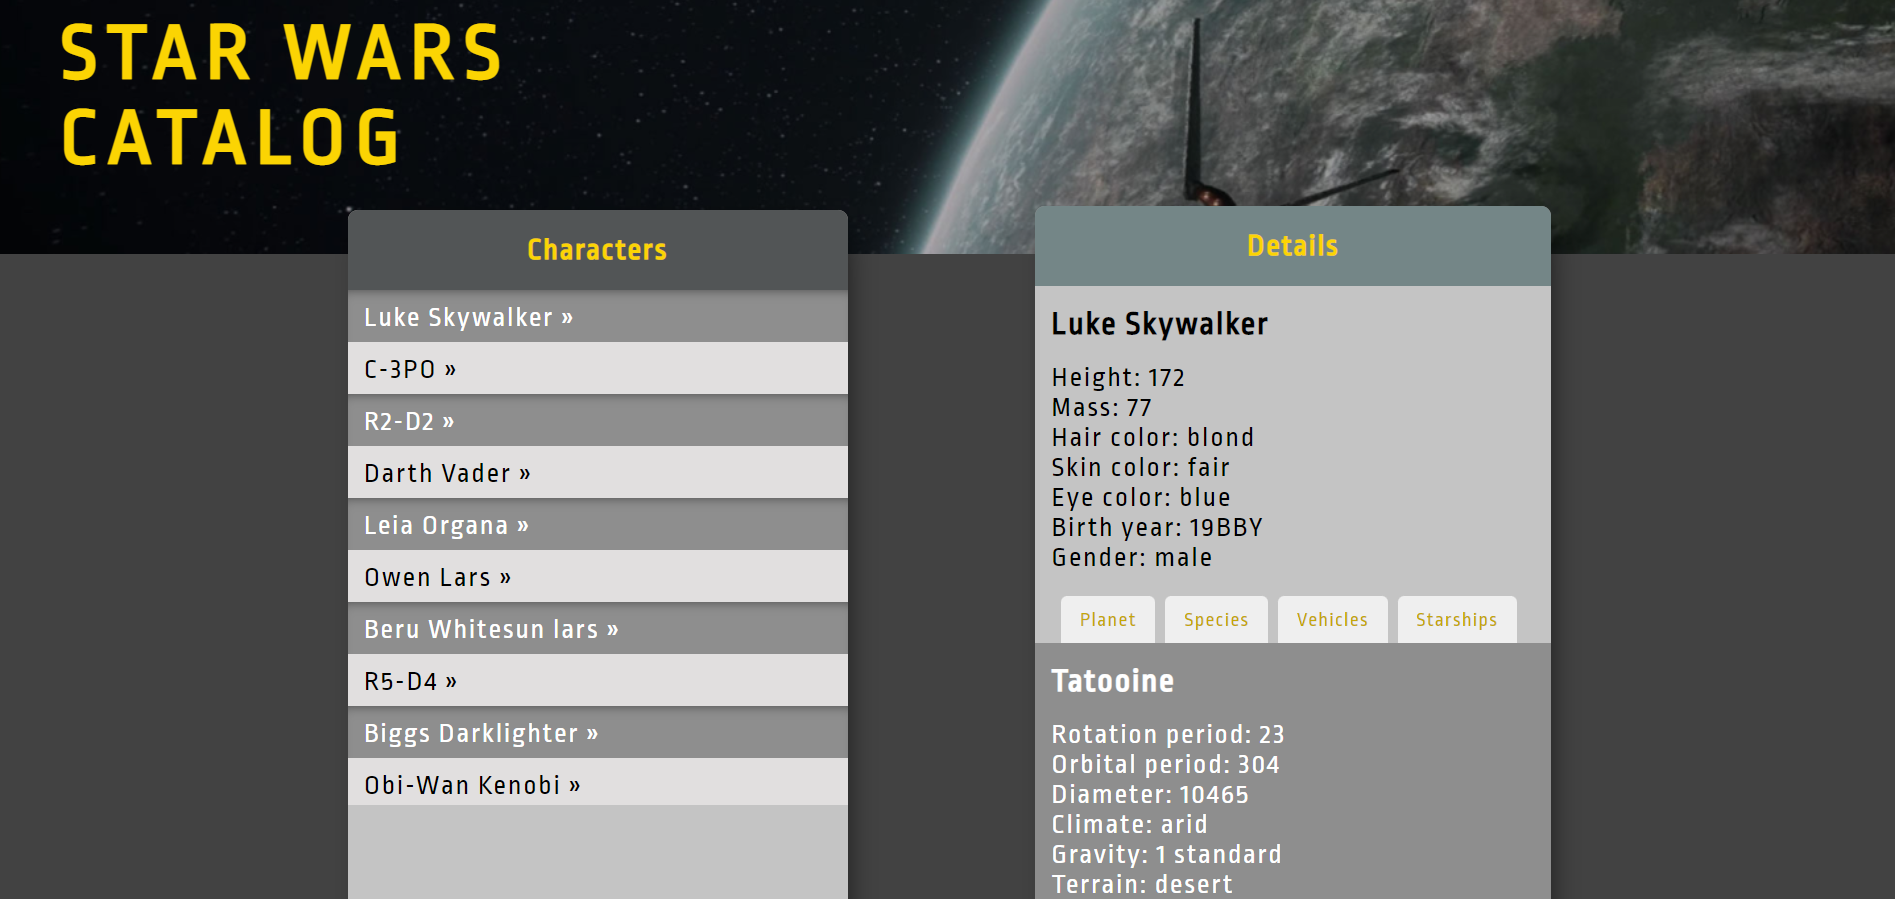 STAR WARS
CATALOG
Characters
Luke Skywalker »
C-3PO »
R2-D2 »
Darth Vader »
Leia Organa »
Owen Lars »
Beru Whitesun lars »
R5-D4 »
Biggs Darklighter »
Obi-Wan Kenobi »
Details
Luke Skywalker
Height: 172
Mass: 77
Hair color: blond
Skin color: fair
Eye color: blue
Birth year: 19BBY
Gender: male
Planet Species Vehicles Starships
Tatooine
Rotation period: 23
Orbital period: 304
Diameter: 10465
Climate: arid
Gravity: 1 standard
Terrain: desert